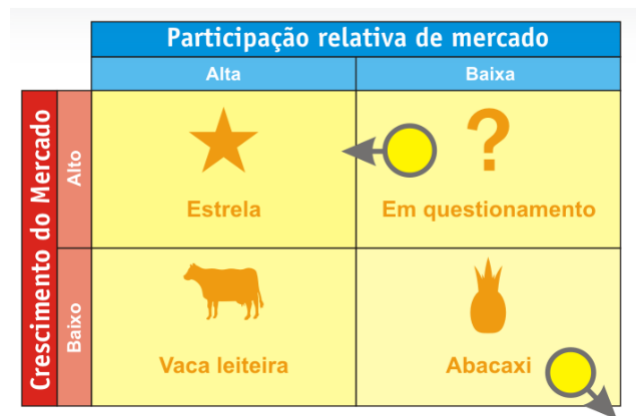 Participação relativa de mercado
Alta
Baixa
Crescimento do Mercado
Alto
?
Estrela
Em questionamento
Baixo
Vaca leiteira
Abacaxi